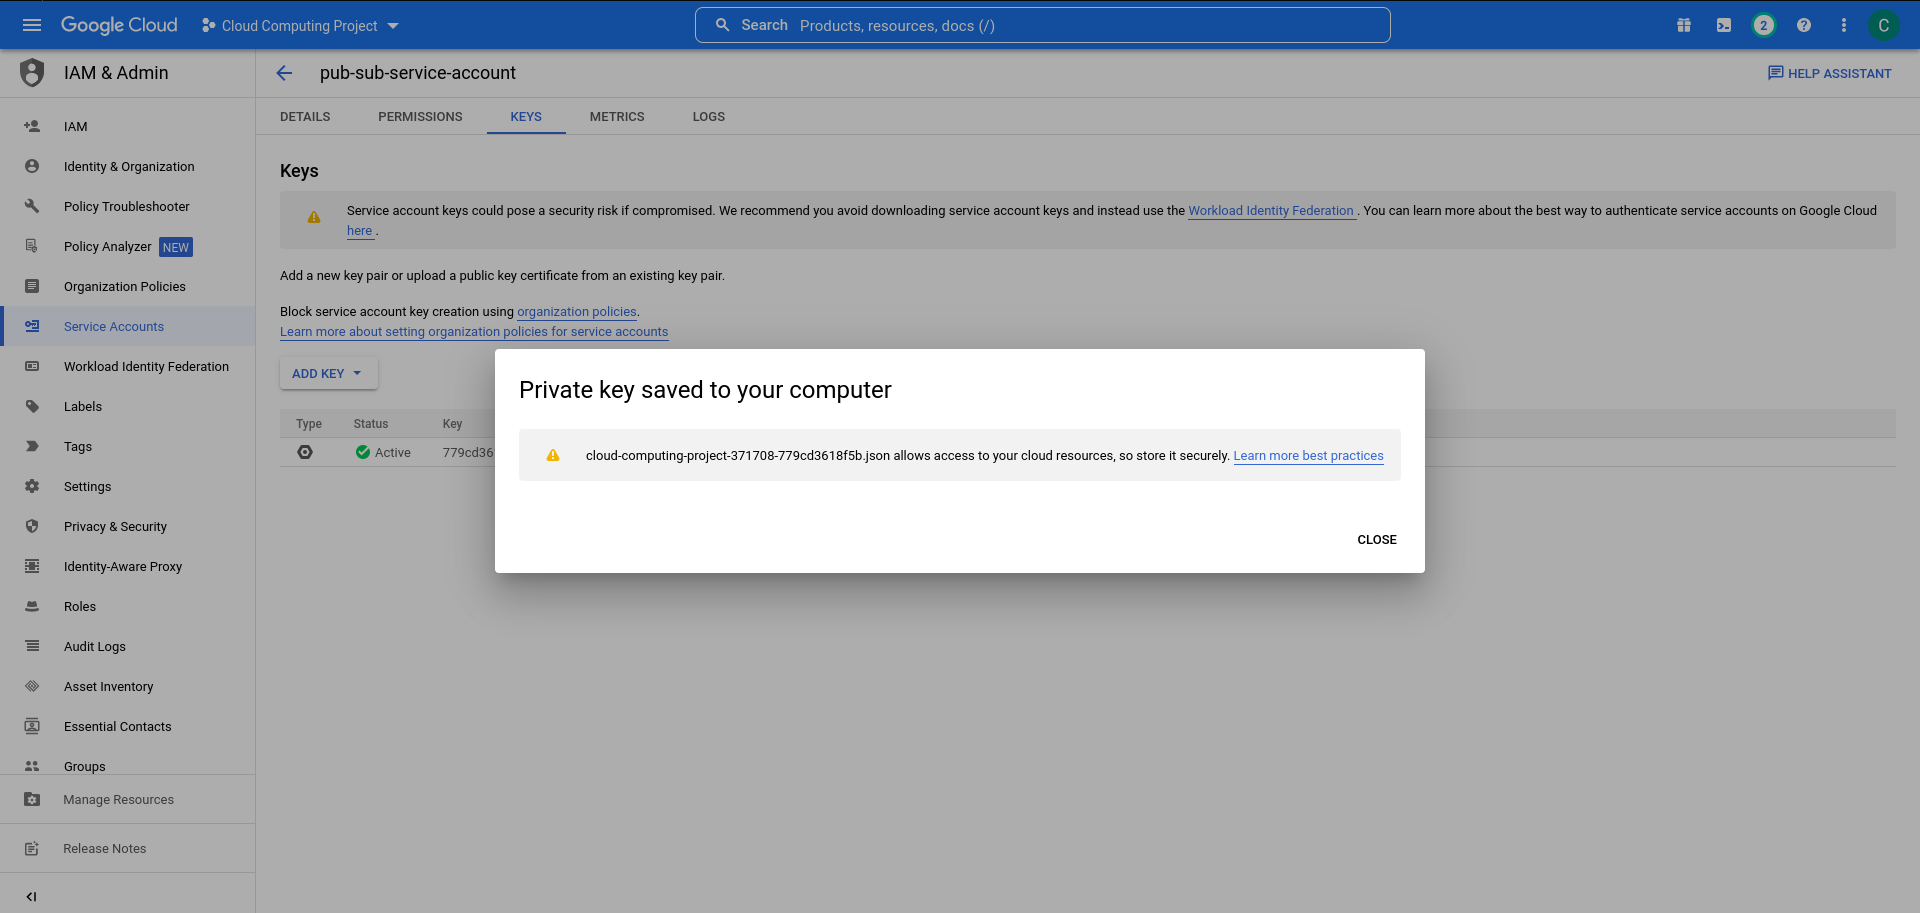 Google Cloud
Cloud Computing Project
Search Products, resources, docs (/)
2
C
IAM & Admin
pub-sub-service-account
HELP ASSISTANT
DETAILS
PERMISSIONS
KEYS
METRICS
LOGS
IAM
Identity & Organization
Policy Troubleshooter
Policy Analyzer NEW
Organization Policies
Service Accounts
Workload Identity Federation
Labels
Tags
Settings
Privacy & Security
Identity-Aware Proxy
Roles
Audit Logs
Asset Inventory
Essential Contacts
Groups
Manage Resources
Release Notes
Keys
Service account keys could pose a security risk if compromised. We recommend you avoid downloading service account keys and instead use the Workload Identity Federation . You can learn more about the best way to authenticate service accounts on Google Cloud
here .
Add a new key pair or upload a public key certificate from an existing key pair.
Block service account key creation using organization policies.
Learn more about setting organization policies for service accounts
ADD KEY
Type Status Key
Active 779cd36
Private key saved to your computer
cloud-computing-project-371708-779cd3618f5b.json allows access to your cloud resources, so store it securely. Learn more best practices
CLOSE